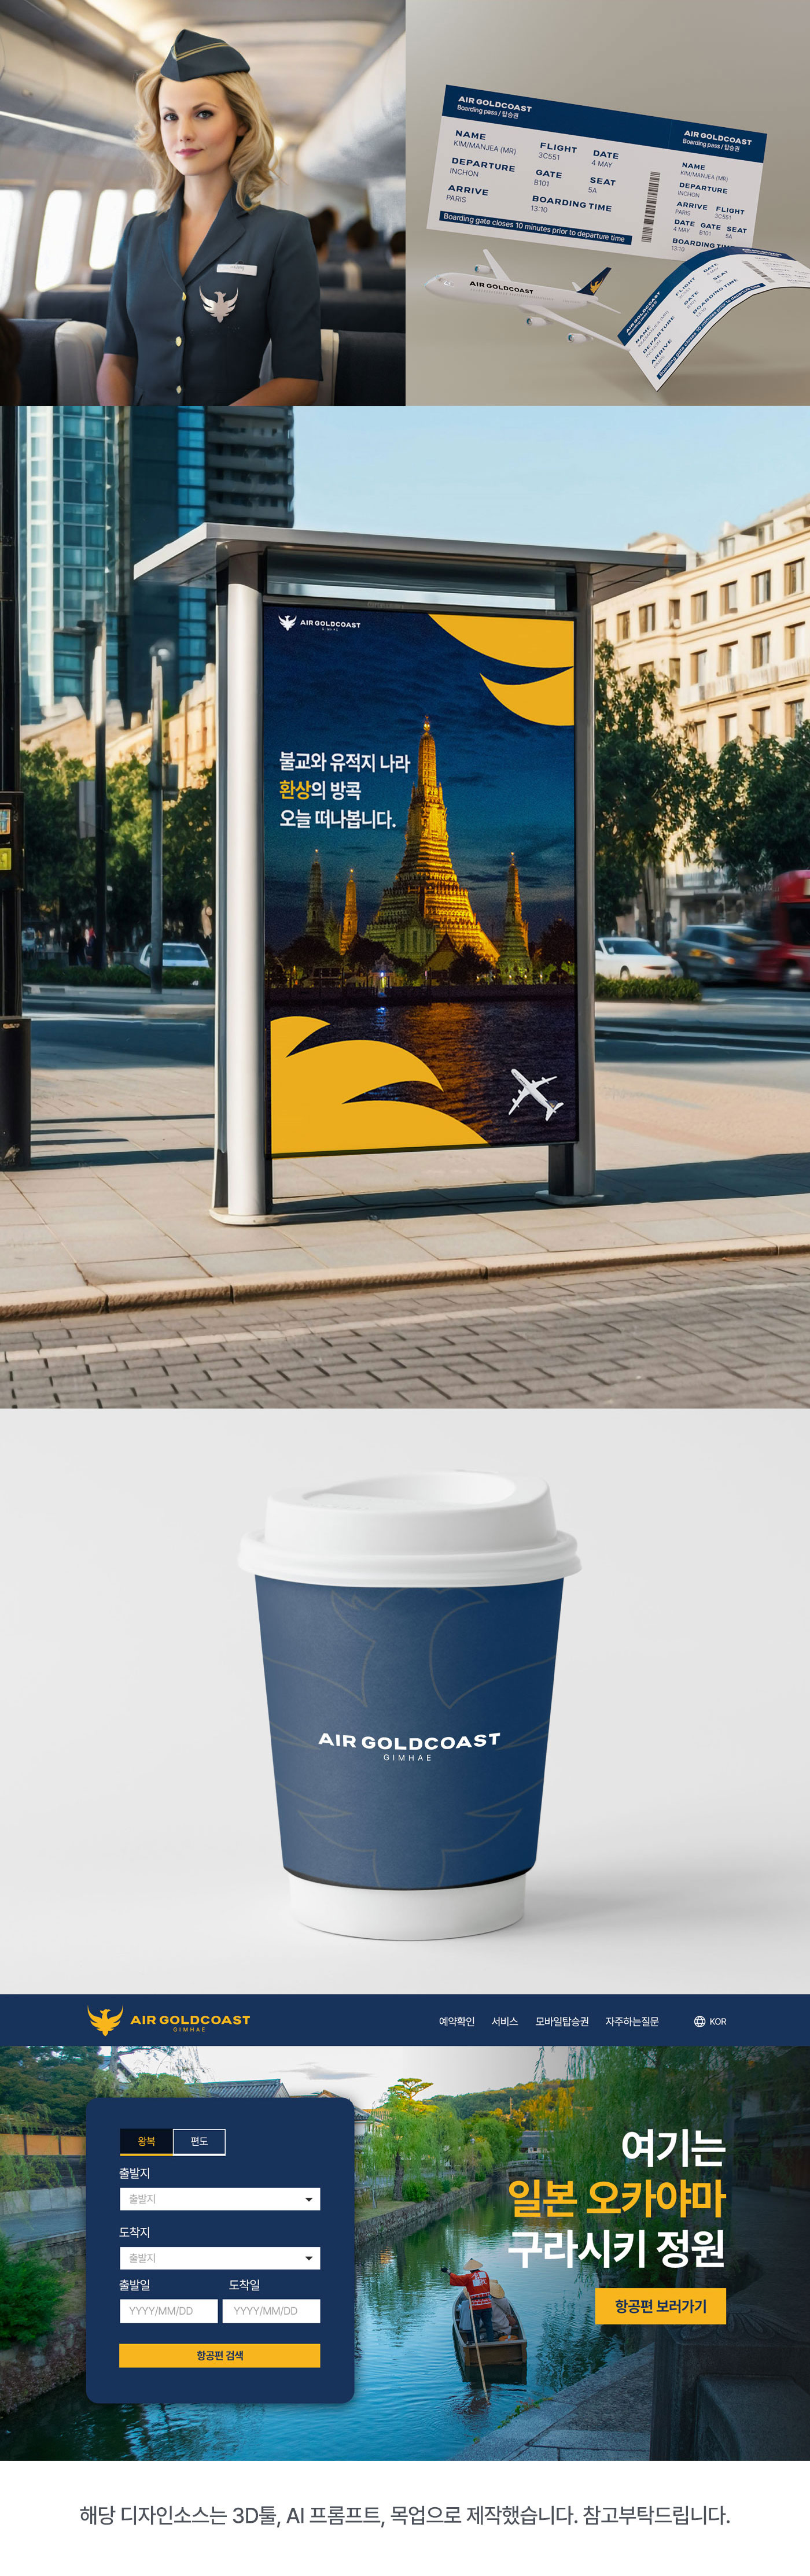 AIR GOLDCOAST
Boarding pass / 탑승권
NAME
KIM/MANJEA (MR)
FLIGHT
3C551
DATE
4 MAY
DEPARTURE
INCHON
GATE
B101
SEAT
5A
ARRIVE
PARIS
BOARDING TIME
13:10
Boarding gate closes 10 minutes prior to departure time
AIR GOLDCOAST
Boarding pass / 탑승권
NAME
KIM/MANJEA (MR)
DEPARTURE
INCHON
ARRIVE FLIGHT
PARIS 3C551
DATE GATE SEAT
4 MAY B101 5A
BOARDING TIME
13:10
AIR GOLDCOAST
AIR GOLDCOAST
GIMHAE
불교와 유적지 나라
환상의 방콕
오늘 떠나봅니다.
AIR GOLDCOAST
GIMHAE
AIR GOLDCOAST
GIMHAE
예약확인 서비스 모바일탑승권 자주하는질문 KOR
왕복 편도
출발지
출발지
도착지
출발지
출발일 도착일
YYYY/MM/DD YYYY/MM/DD
항공편 검색
여기는
일본 오카야마
구라시키 정원
항공편 보러가기
해당 디자인소스는 3D툴, AI 프롬프트, 목업으로 제작했습니다. 참고부탁드립니다.